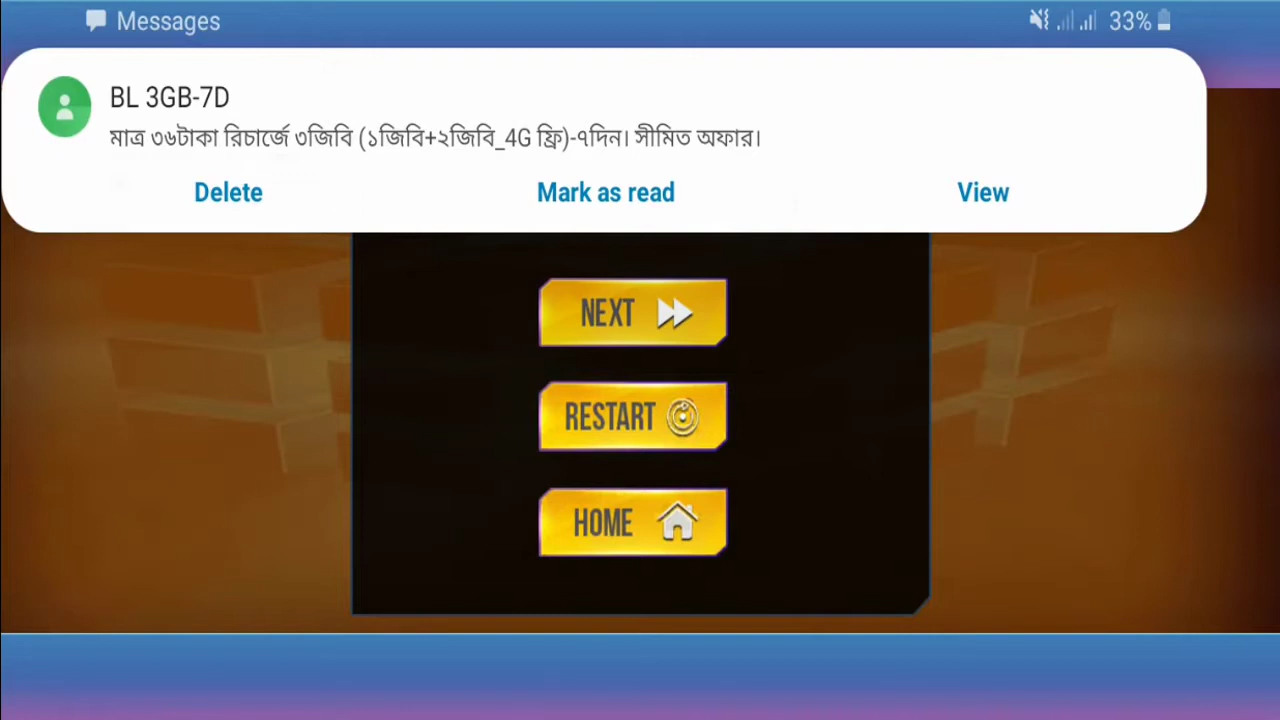 Messages 33%
BL 3GB-7D
মাত্র ৩৬টাকা রিচার্জে ৩জিবি (১জিবি+২জিবি_4G ফ্রি)-৭দিন। সীমিত অফার।
Delete Mark as read View
NEXT
RESTART
HOME